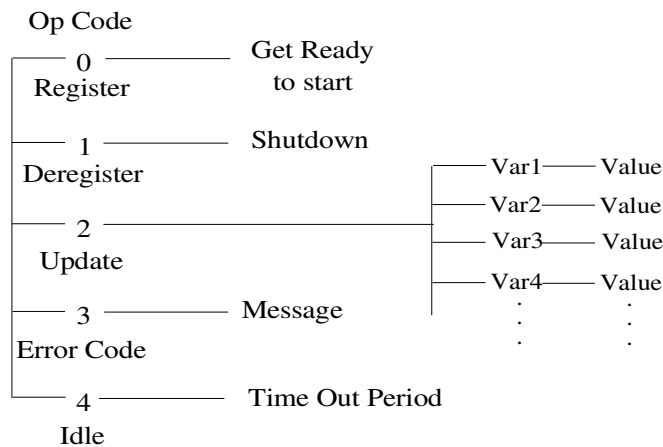 Op Code
0
Register
Get Ready
to start
1
Deregister
Shutdown
2
Update
Var1 Value
Var2 Value
Var3 Value
Var4 Value
. .
. .
. .
3
Error Code
Message
4
Idle
Time Out Period